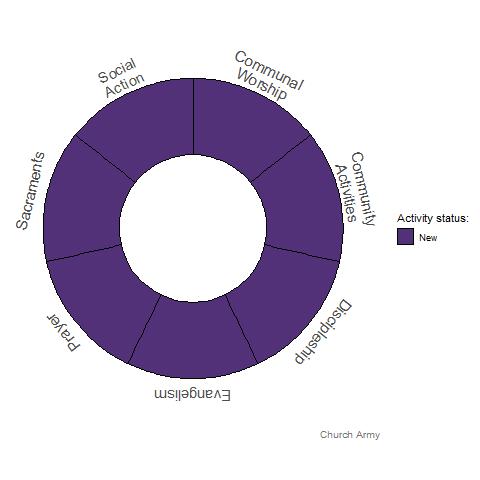 Social
Action
Communal
Worship
Community
Activities
Discipleship
Evangelism
Prayer
Sacraments
Activity status:
New
Church Army